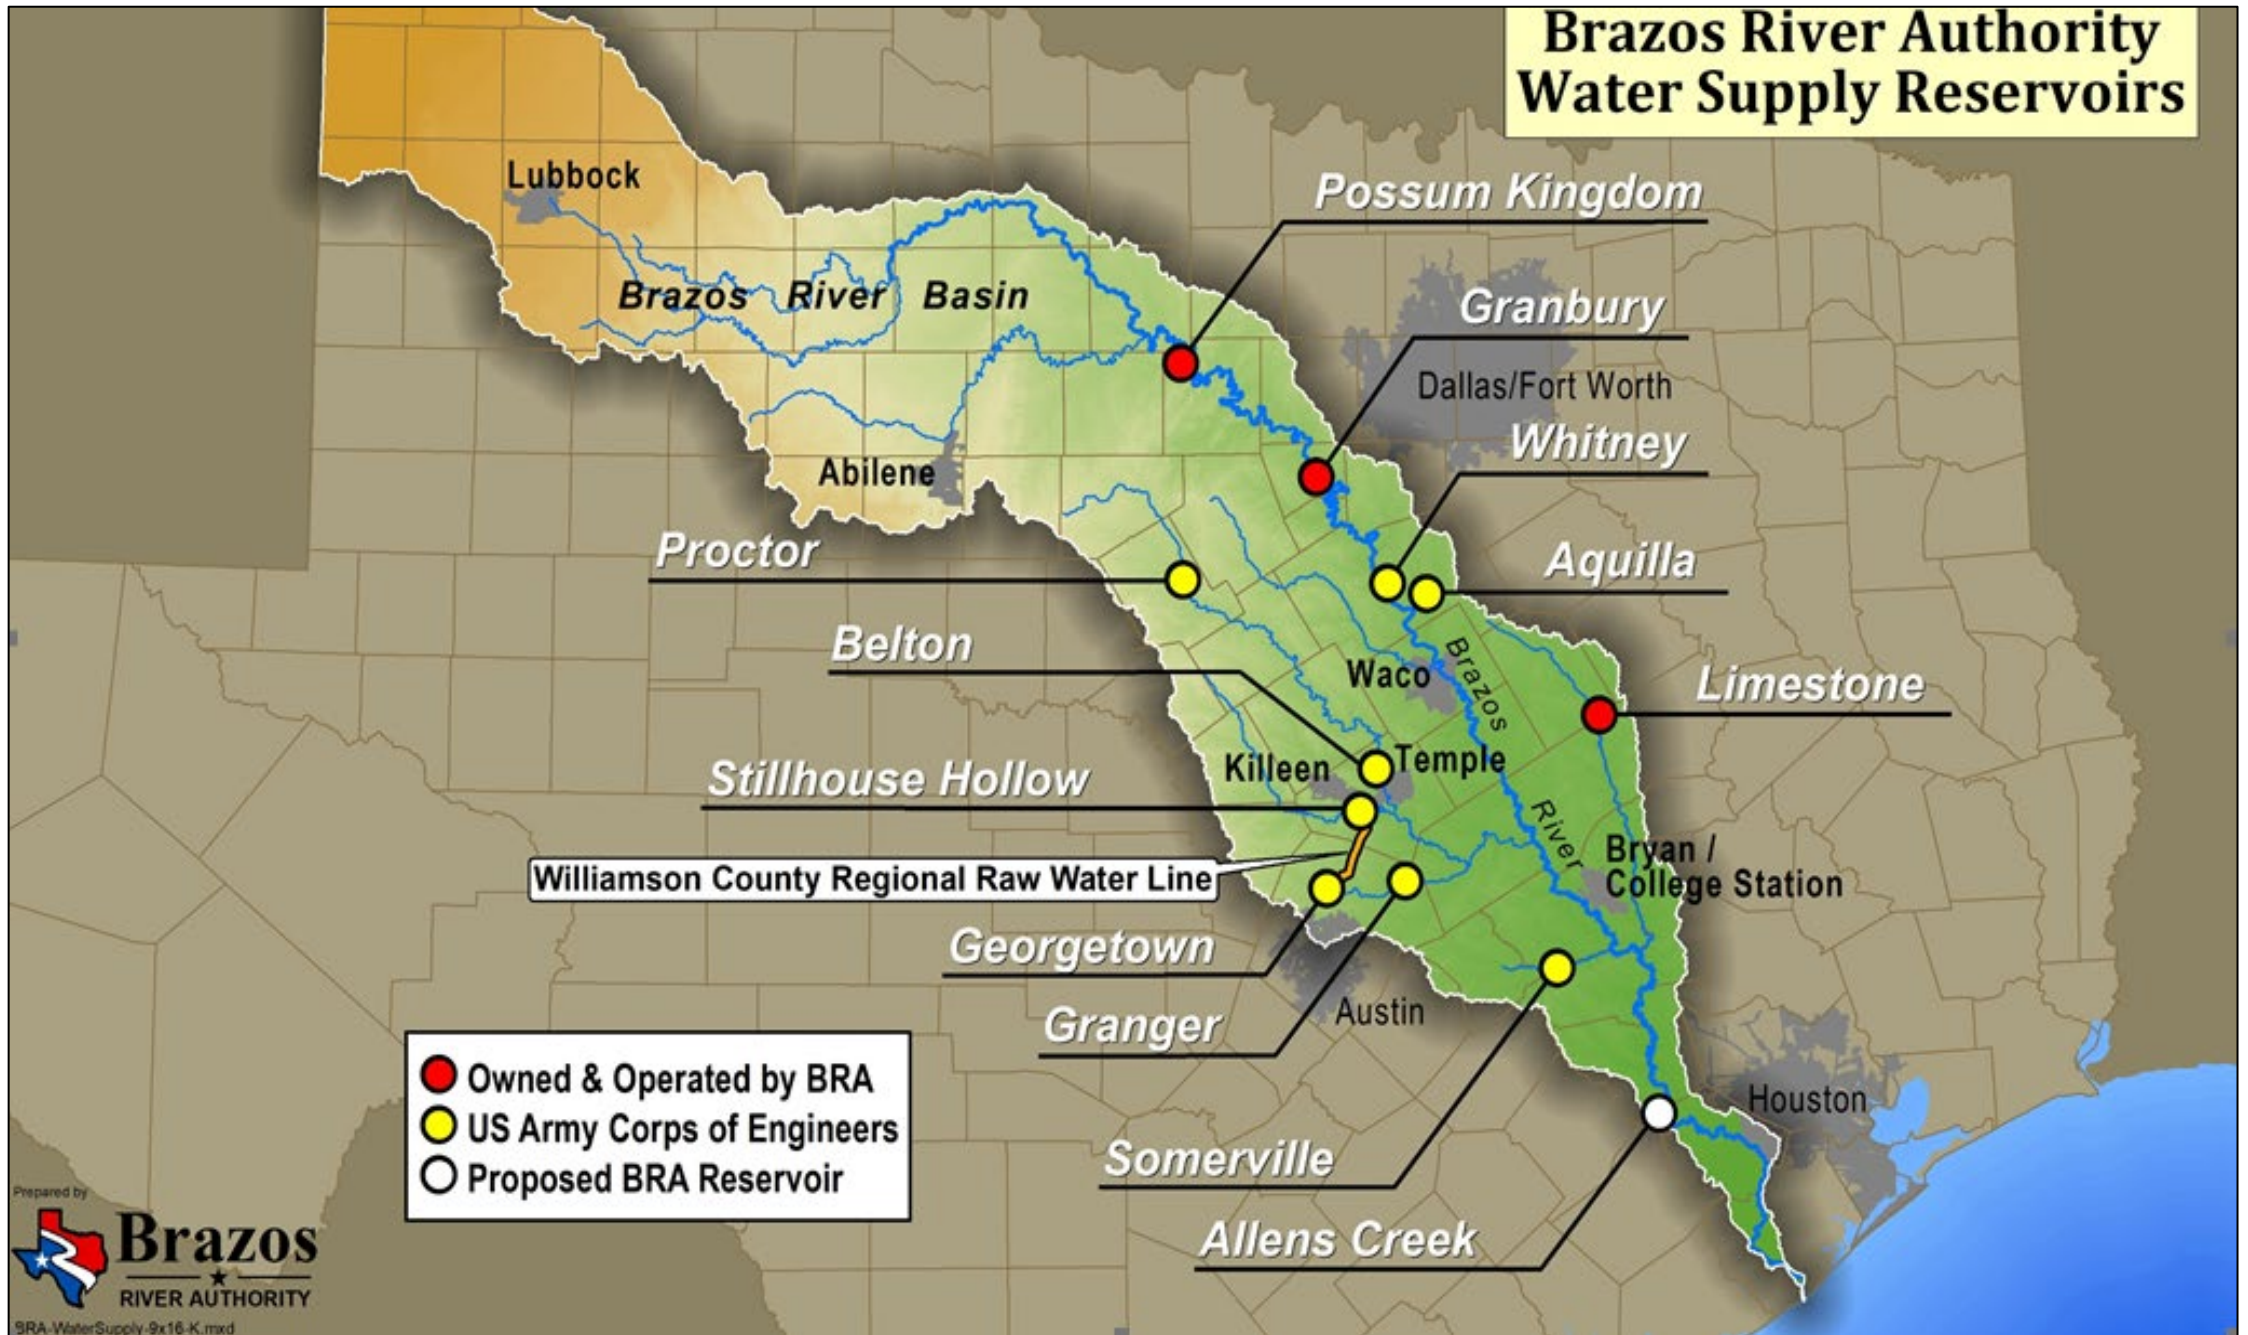 Brazos River Authority
Water Supply Reservoirs
Lubbock
Possum Kingdom
Brazos River Basin
Granbury
Dallas/Fort Worth
Whitney
Abilene
Proctor
Aquilla
Belton
Waco
Brazos
River
Limestone
Killeen
Temple
Stillhouse Hollow
Bryan /
College Station
Williamson County Regional Raw Water Line
Georgetown
Granger
Austin
Owned & Operated by BRA
US Army Corps of Engineers
Proposed BRA Reservoir
Houston
Somerville
Allens Creek
Prepared by
Brazos
RIVER AUTHORITY
BRA-WaterSupply-9x16-K.mxd